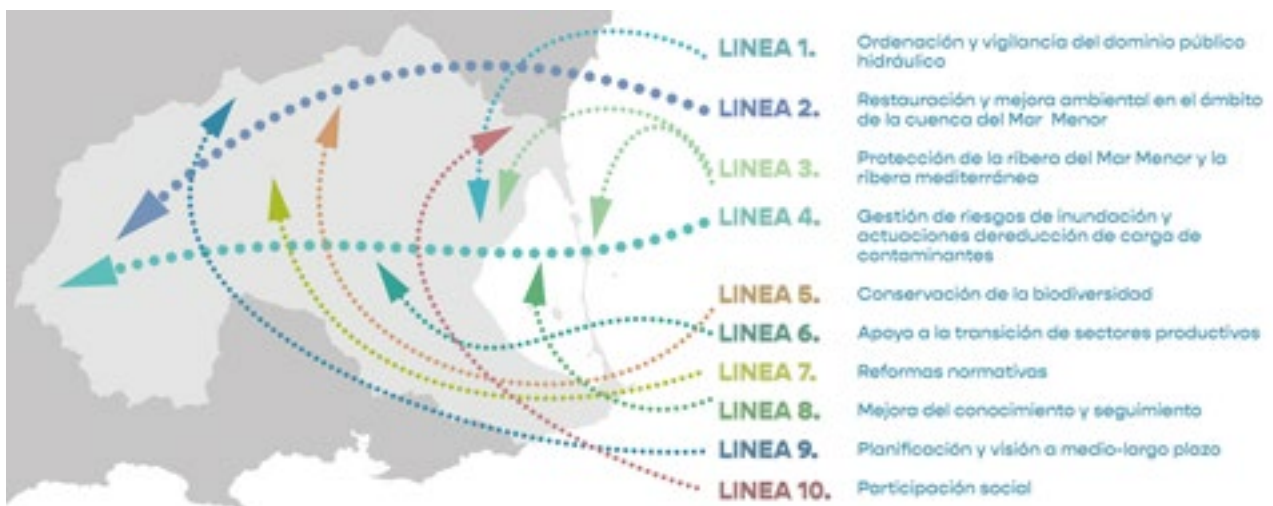 LINEA 1. Ordenación y vigilancia del dominio público
hidráulico
LINEA 2. Restauración y mejora ambiental en el ámbito
de la cuenca del Mar Menor
LINEA 3. Protección de la ribera del Mar Menor y la
ribera mediterránea
LINEA 4. Gestión de riesgos de inundación y
actuaciones dereducción de carga de
contaminantes
LINEA 5. Conservación de la biodiversidad
LINEA 6. Apoyo a la transición de sectores productivos
LINEA 7. Reformas normativas
LINEA 8. Mejora del conocimiento y seguimiento
LINEA 9. Planificación y visión a medio-largo plazo
LINEA 10. Participación social